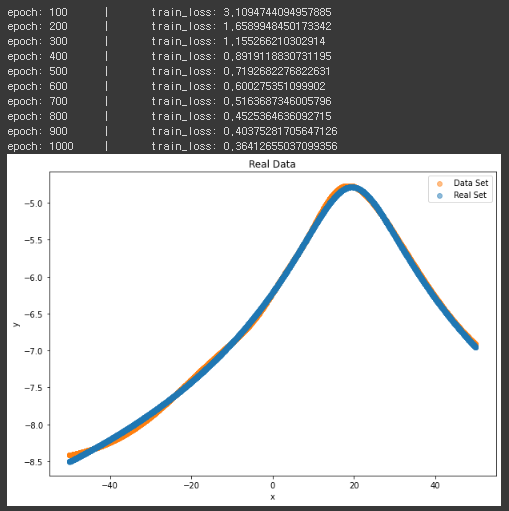 epoch: 100 | train_loss: 3.1094744094957885
epoch: 200 | train_loss: 1.6589948450173342
epoch: 300 | train_loss: 1.155266210302914
epoch: 400 | train_loss: 0.8919118830731195
epoch: 500 | train_loss: 0.7192682276822631
epoch: 600 | train_loss: 0.600275351099902
epoch: 700 | train_loss: 0.5163687346005796
epoch: 800 | train_loss: 0.4525364636092715
epoch: 900 | train_loss: 0.40375281705647126
epoch: 1000 | train_loss: 0.36412655037099356
Real Data
Data Set
Real Set
y
−5.0
−5.5
−6.0
−6.5
−7.0
−7.5
−8.0
−8.5
−40 −20 0 20 40
x